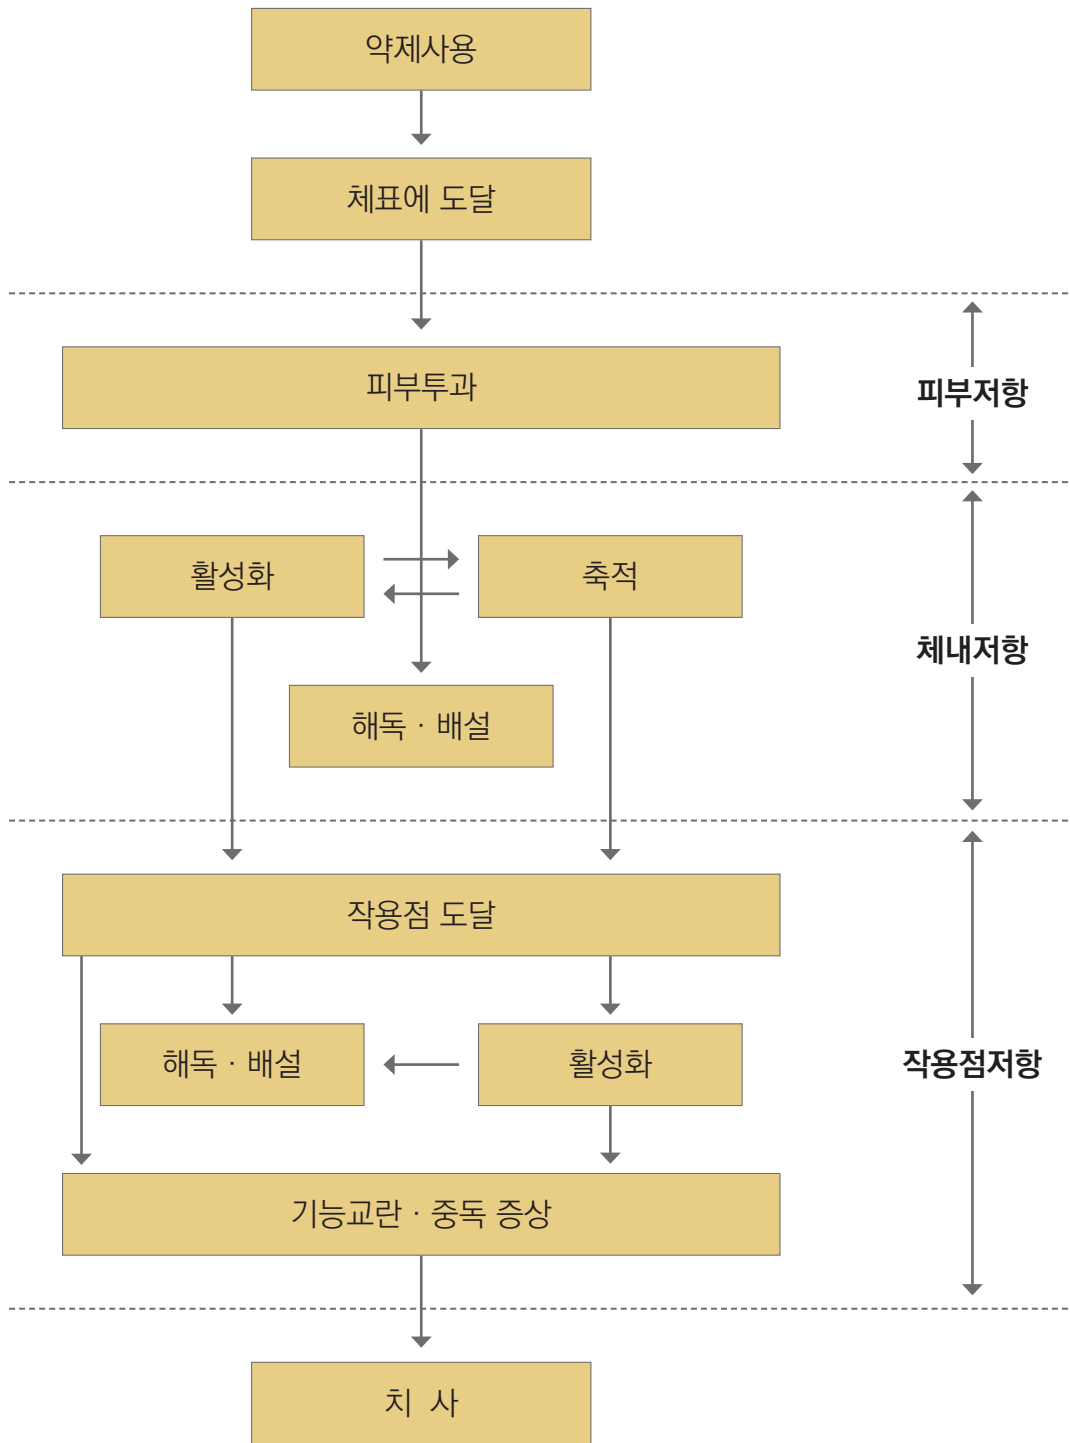 약제사용
체표에 도달
피부투과
피부저항
활성화
축적
체내저항
해독 · 배설
작용점 도달
해독 · 배설
활성화
작용점저항
기능교란 · 중독 증상
치 사